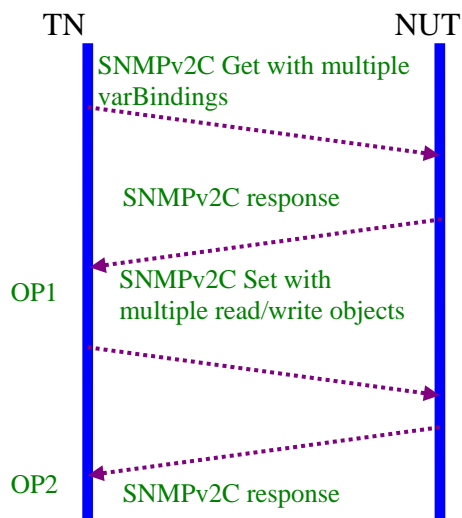 TN NUT
SNMPv2C Get with multiple
varBindings
SNMPv2C response
OP1
SNMPv2C Set with
multiple read/write objects
OP2
SNMPv2C response